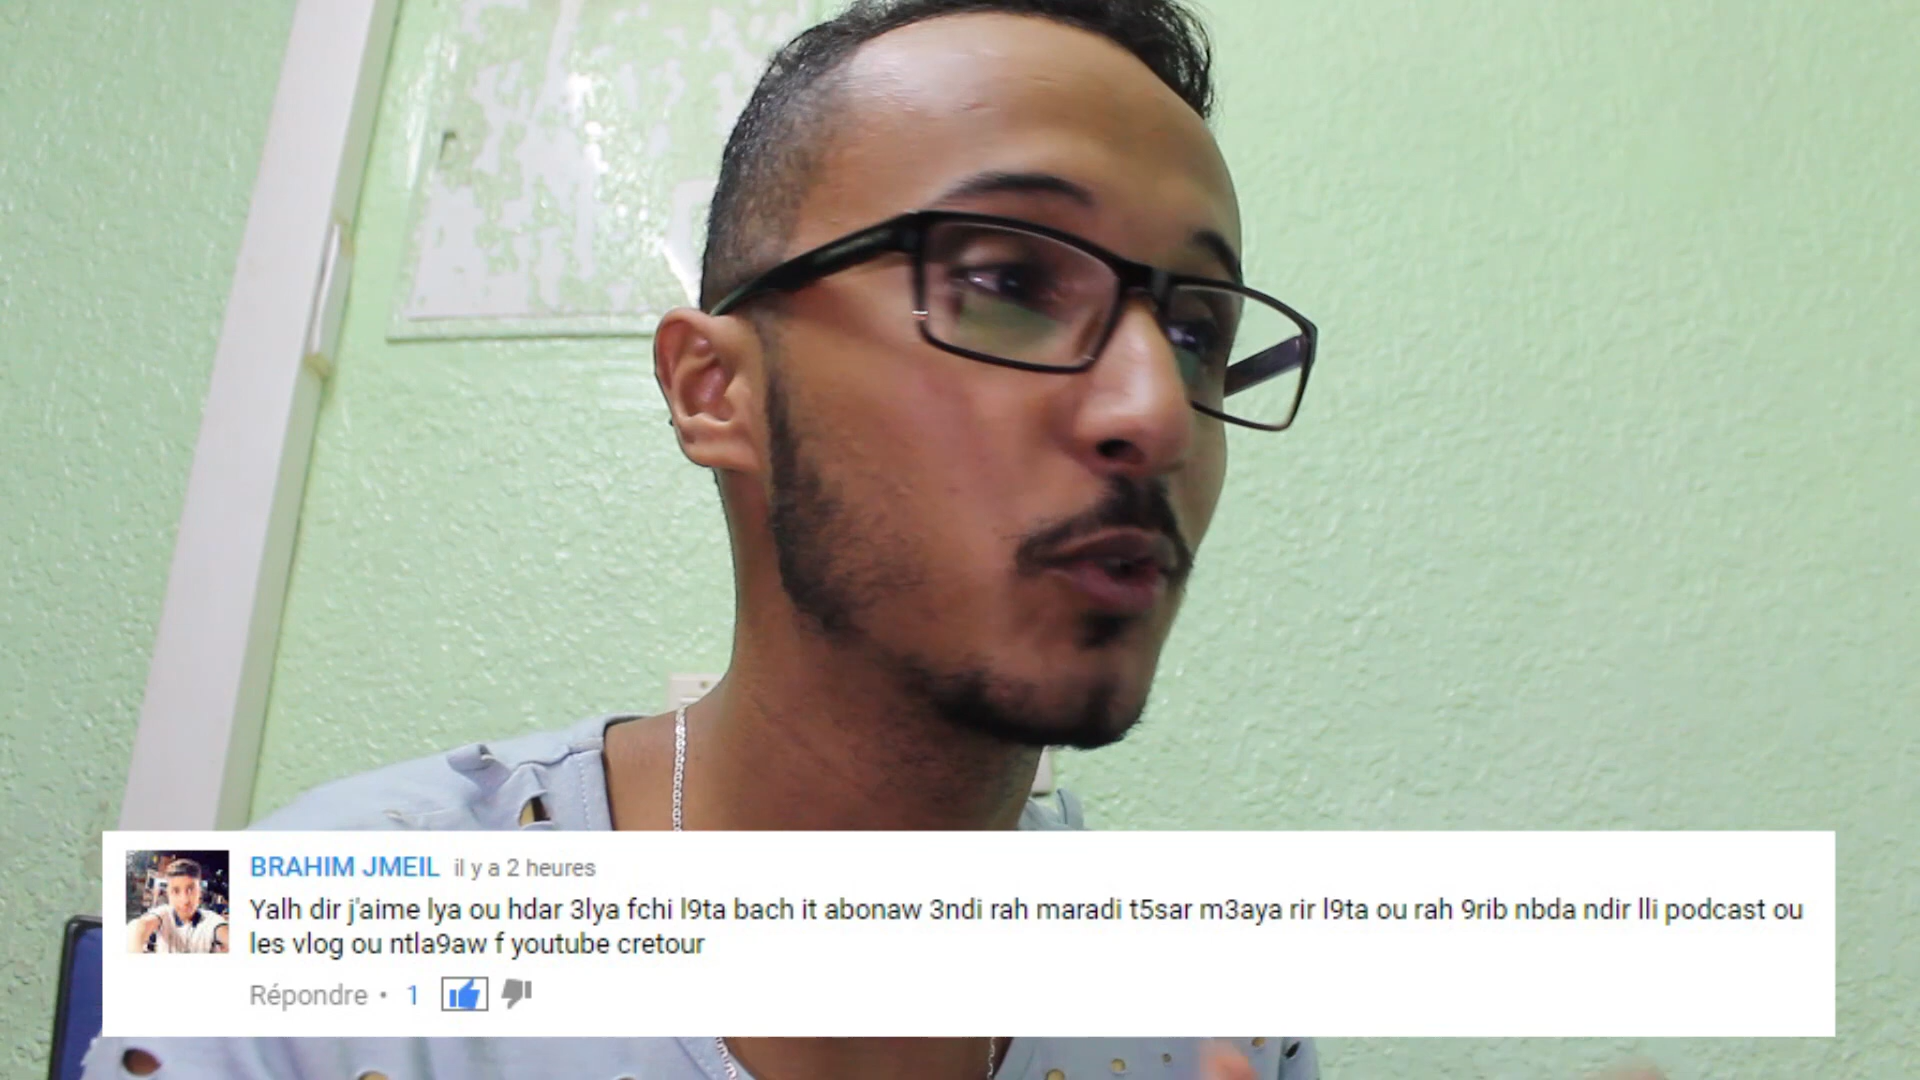 BRAHIM JMEIL il y a 2 heures
Yalh dir j'aime lya ou hdar 3lya fchi l9ta bach it abonaw 3ndi rah maradi t5sar m3aya rir l9ta ou rah 9rib nbda ndir lli podcast ou
les vlog ou ntla9aw f youtube cretour
Répondre • 1